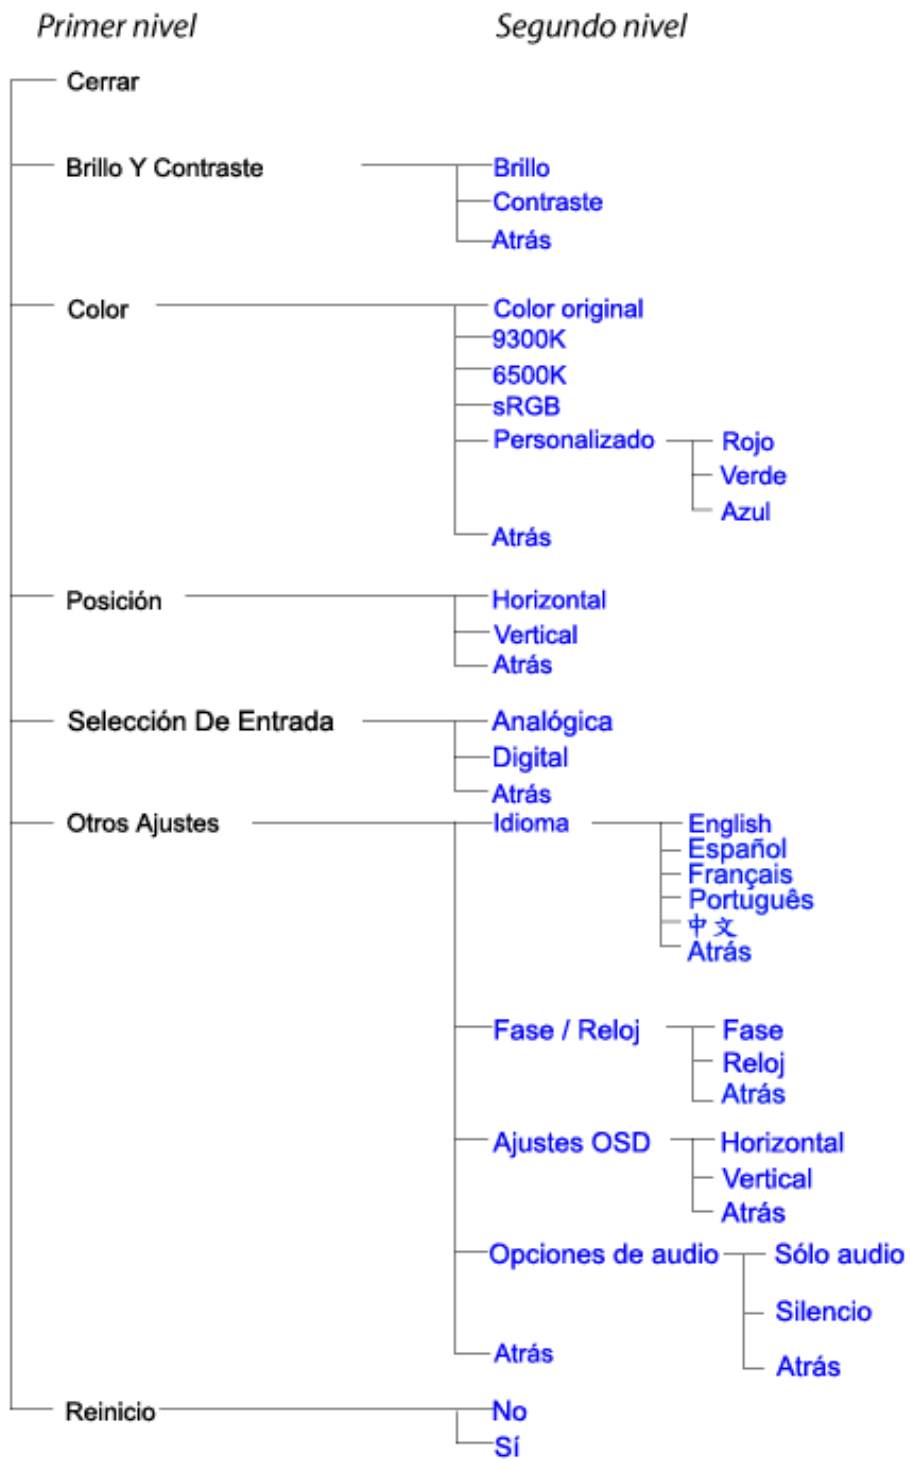 Primer nivel Segundo nivel
Cerrar
Brillo Y Contraste Brillo
Contraste
Atrás
Color Color original
9300K
6500K
sRGB
Personalizado Rojo
Verde
Azul
Atrás
Posición Horizontal
Vertical
Atrás
Selección De Entrada Analógica
Digital
Atrás
Otros Ajustes Idioma English
Español
Français
Português
中文
Atrás
Fase / Reloj Fase
Reloj
Atrás
Ajustes OSD Horizontal
Vertical
Atrás
Opciones de audio Sólo audio
Silencio
Atrás Atrás
Reinicio No
Sí